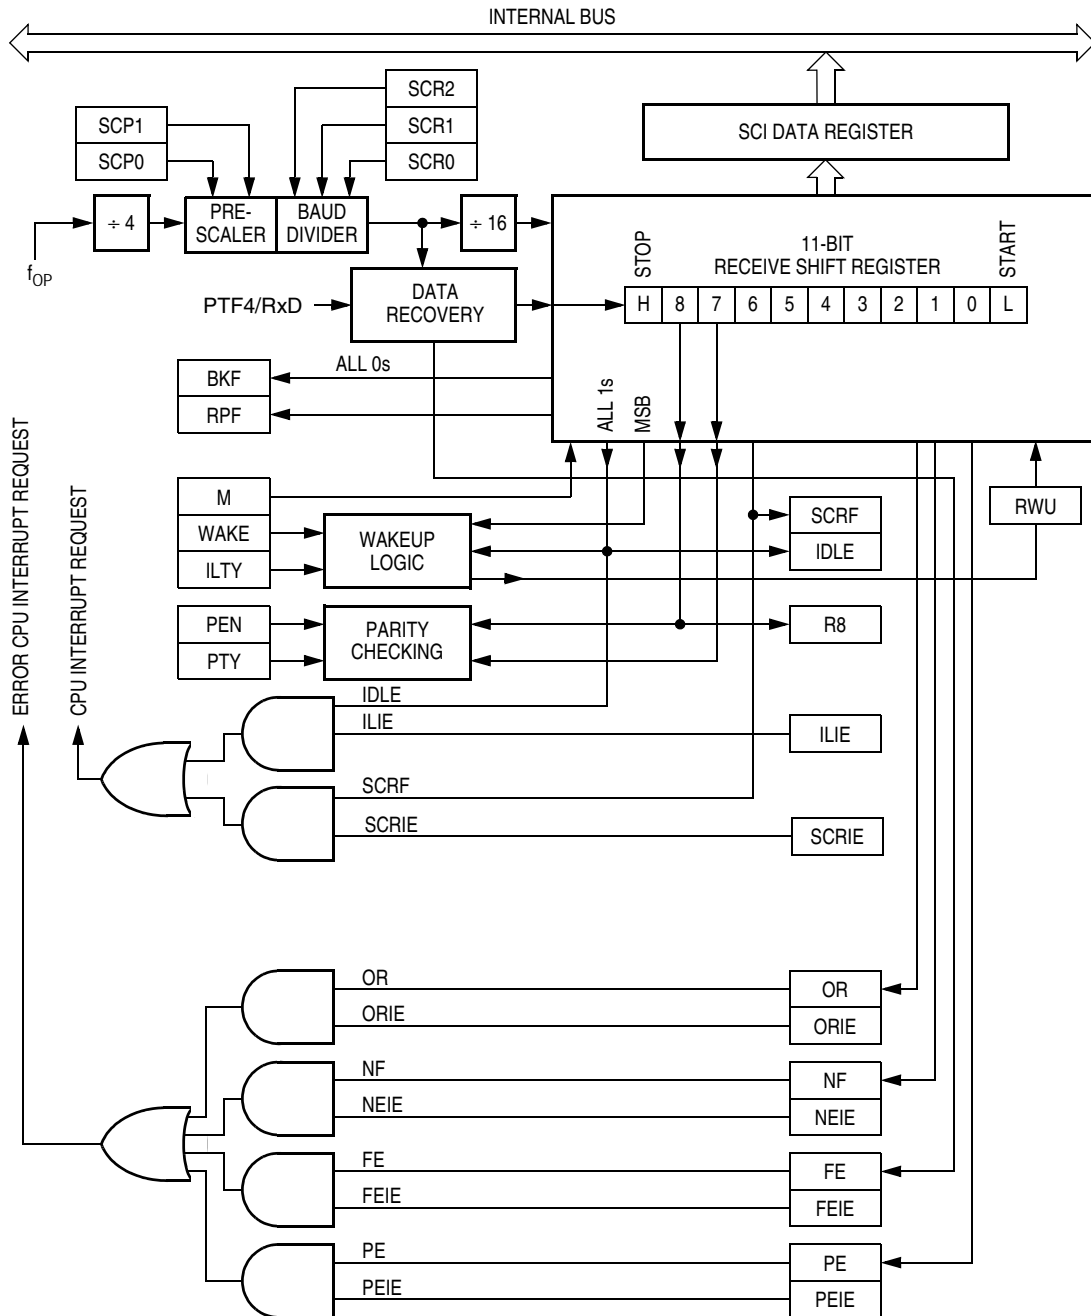 INTERNAL BUS
SCR2
SCR1
SCR0
SCP1
SCP0
SCI DATA REGISTER
÷ 4
PRE-
SCALER
BAUD
DIVIDER
÷ 16
fOP
STOP
11-BIT
RECEIVE SHIFT REGISTER
START
PTF4/RxD
DATA
RECOVERY
H 8 7 6 5 4 3 2 1 0 L
ALL 0s
BKF
RPF
ALL 1s
MSB
ERROR CPU INTERRUPT REQUEST
CPU INTERRUPT REQUEST
M
WAKE
ILTY
WAKEUP
LOGIC
SCRF
IDLE
RWU
PEN
PTY
PARITY
CHECKING
R8
IDLE
ILIE
ILIE
SCRF
SCRIE
SCRIE
OR
OR
ORIE
ORIE
NF
NF
NEIE
NEIE
FE
FE
FEIE
FEIE
PE
PE
PEIE
PEIE